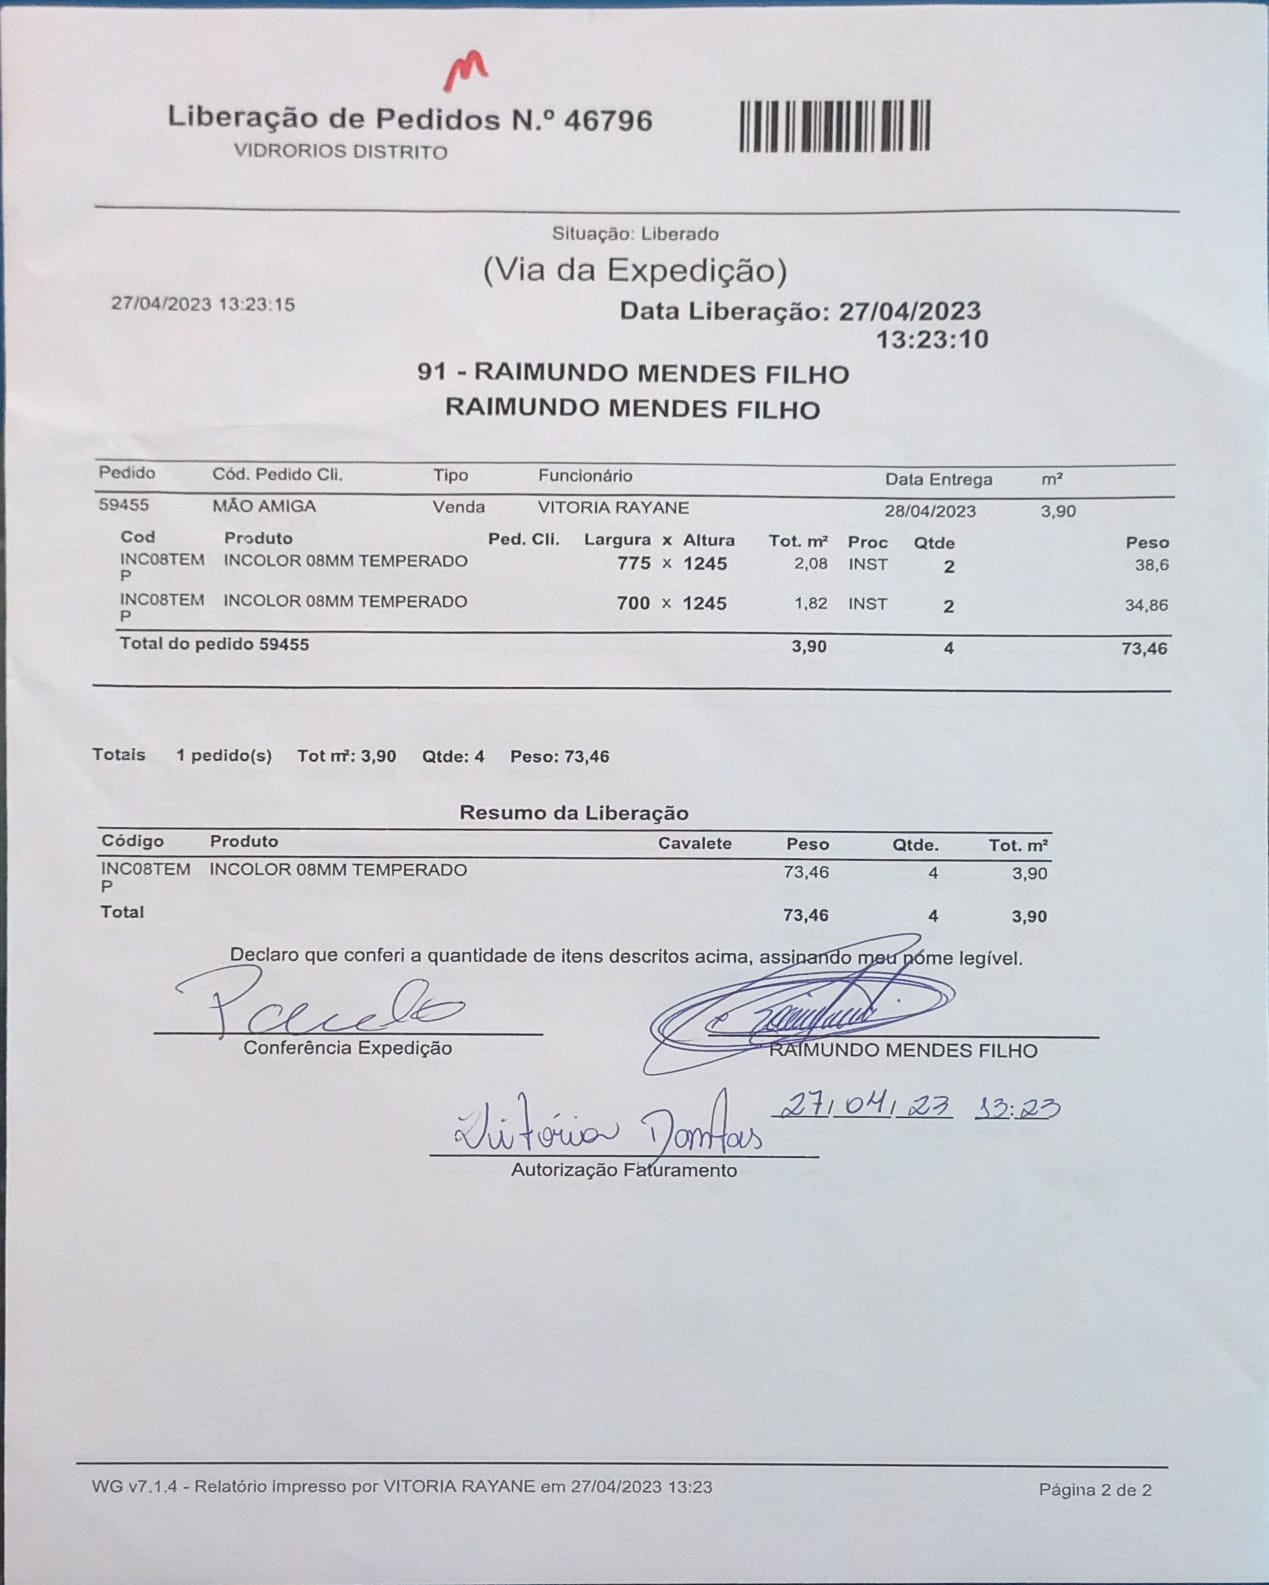 M
Liberação de Pedidos N.º 46796
VIDRORIOS DISTRITO
Situação: Liberado
(Via da Expedição)
27/04/2023 13:23:15
Data Liberação: 27/04/2023
13:23:10
91 - RAIMUNDO MENDES FILHO
RAIMUNDO MENDES FILHO
Pedido Cód. Pedido Cli. Tipo Funcionário Data Entrega m²
59455 MÃO AMIGA Venda VITORIA RAYANE 28/04/2023 3,90
Cod Produto Ped. Cli. Largura x Altura Tot. m² Proc Qtde Peso
INC08TEM INCOLOR 08MM TEMPERADO 775 x 1245 2,08 INST 2 38,6
P
INC08TEM INCOLOR 08MM TEMPERADO 700 x 1245 1,82 INST 2 34,86
P
Total do pedido 59455 3,90 4 73,46
Totais 1 pedido(s) Tot m²: 3,90 Qtde: 4 Peso: 73,46
Resumo da Liberação
Código Produto Cavalete Peso Qtde. Tot. m²
INC08TEM INCOLOR 08MM TEMPERADO 73,46 4 3,90
P
Total 73,46 4 3,90
Declaro que conferi a quantidade de itens descritos acima, assinando meu nome legível.
Conferência Expedição
RAIMUNDO MENDES FILHO
27/04/23 13:23
Vitória Dantas
Autorização Faturamento
WG v7.1.4 - Relatório impresso por VITORIA RAYANE em 27/04/2023 13:23
Página 2 de 2